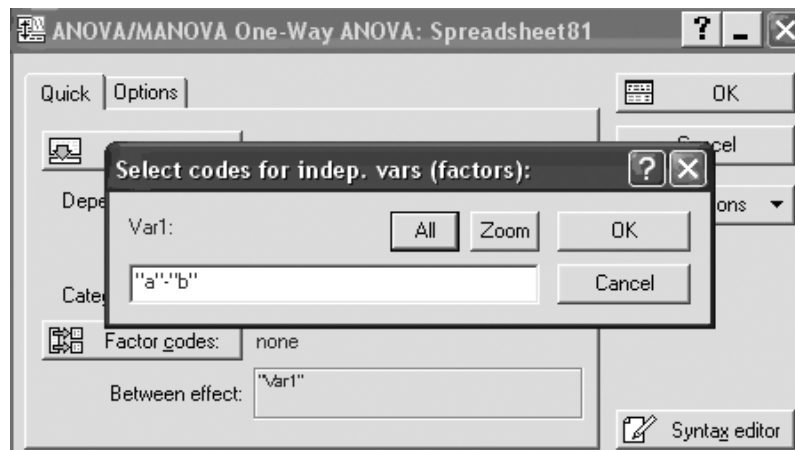 ANOVA/MANOVA One-Way ANOVA: Spreadsheet81
Quick Options
OK
Select codes for indep. vars (factors):
Var1:
All Zoom OK
"a"-"b"
Cancel
Factor codes: none
Between effect: "Var1"
Syntax editor